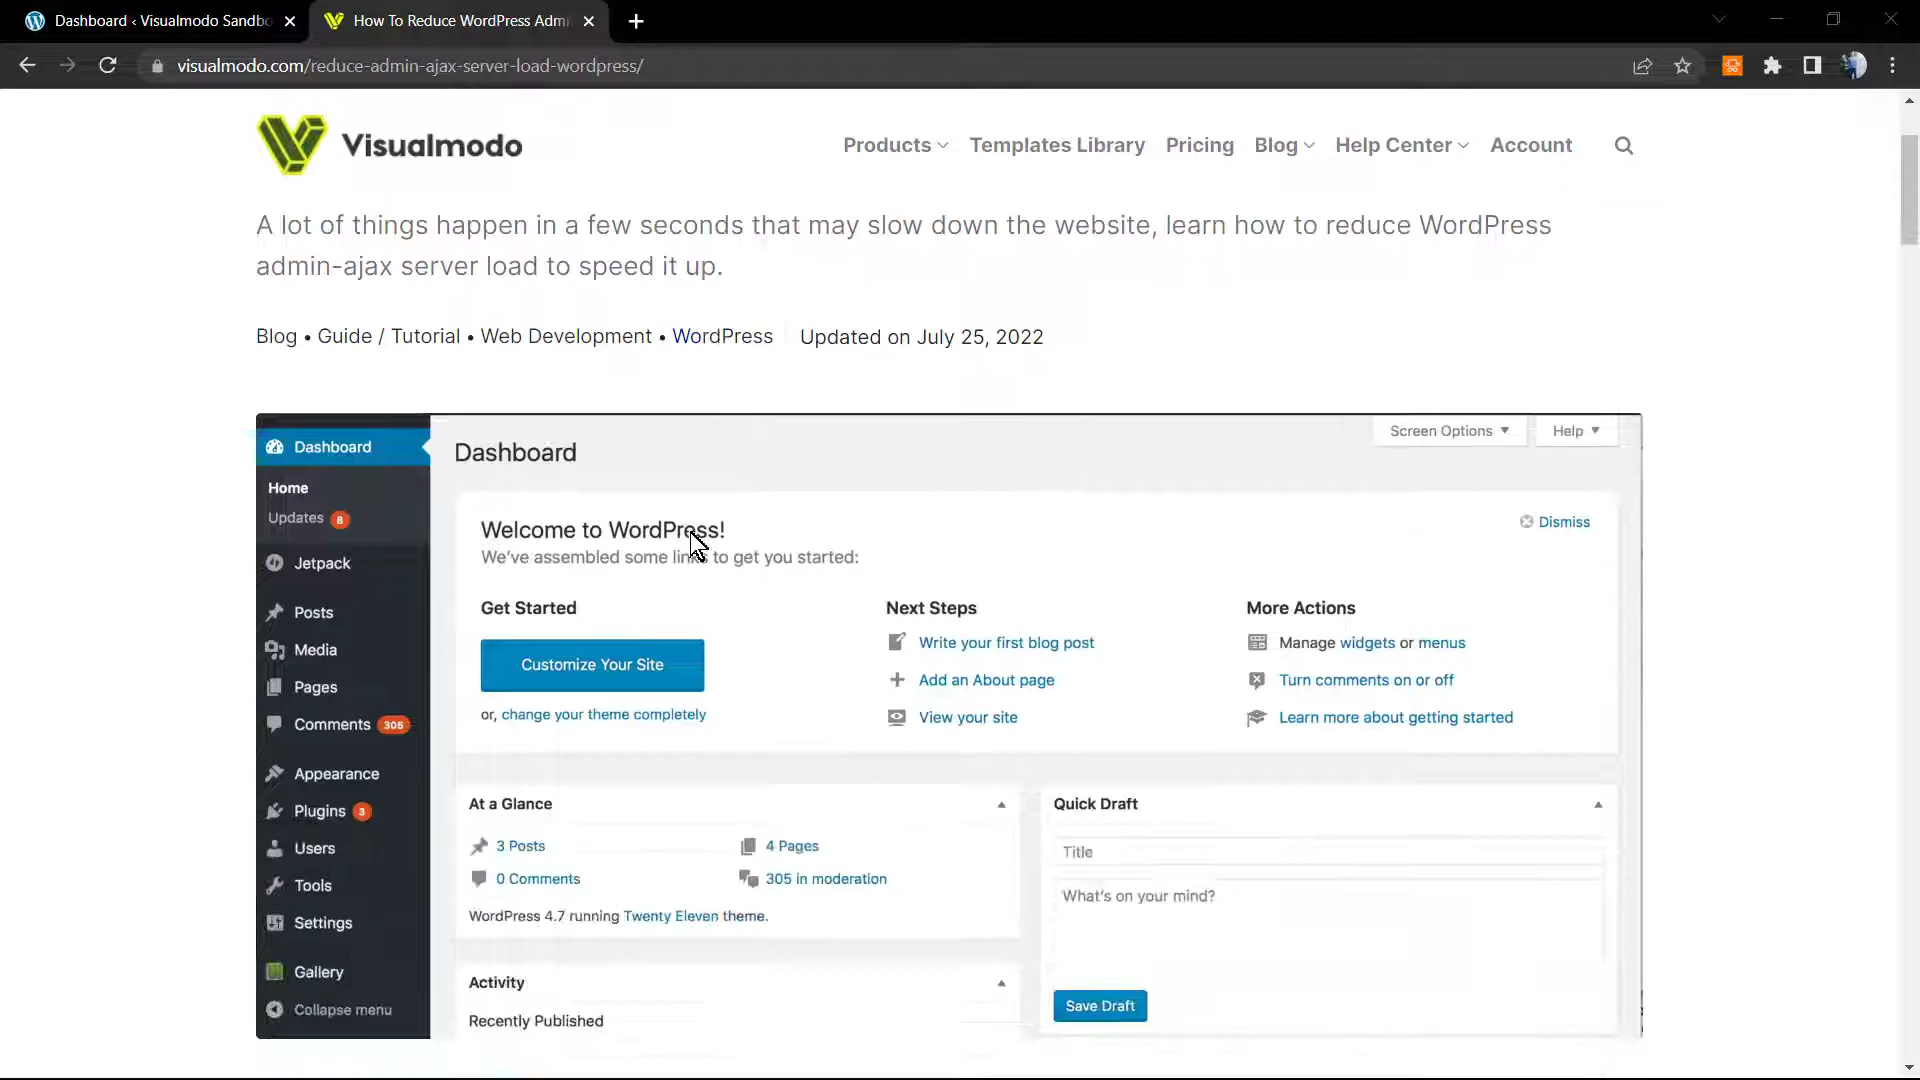 Dashboard ‹ Visualmodo Sandbo
How To Reduce WordPress Admi
visualmodo.com/reduce-admin-ajax-server-load-wordpress/
Visualmodo
Products
Templates Library
Pricing
Blog
Help Center
Account
A lot of things happen in a few seconds that may slow down the website, learn how to reduce WordPress
admin-ajax server load to speed it up.
Blog • Guide / Tutorial • Web Development • WordPress
Updated on July 25, 2022
Dashboard
Home
Updates 8
Jetpack
Posts
Media
Pages
Comments 305
Appearance
Plugins 3
Users
Tools
Settings
Gallery
Collapse menu
Dashboard
Screen Options
Help
Welcome to WordPress!
We've assembled some links to get you started:
Dismiss
Get Started
Customize Your Site
or, change your theme completely
Next Steps
Write your first blog post
Add an About page
View your site
More Actions
Manage widgets or menus
Turn comments on or off
Learn more about getting started
At a Glance
3 Posts
4 Pages
0 Comments
305 in moderation
WordPress 4.7 running Twenty Eleven theme.
Activity
Recently Published
Quick Draft
Title
What's on your mind?
Save Draft